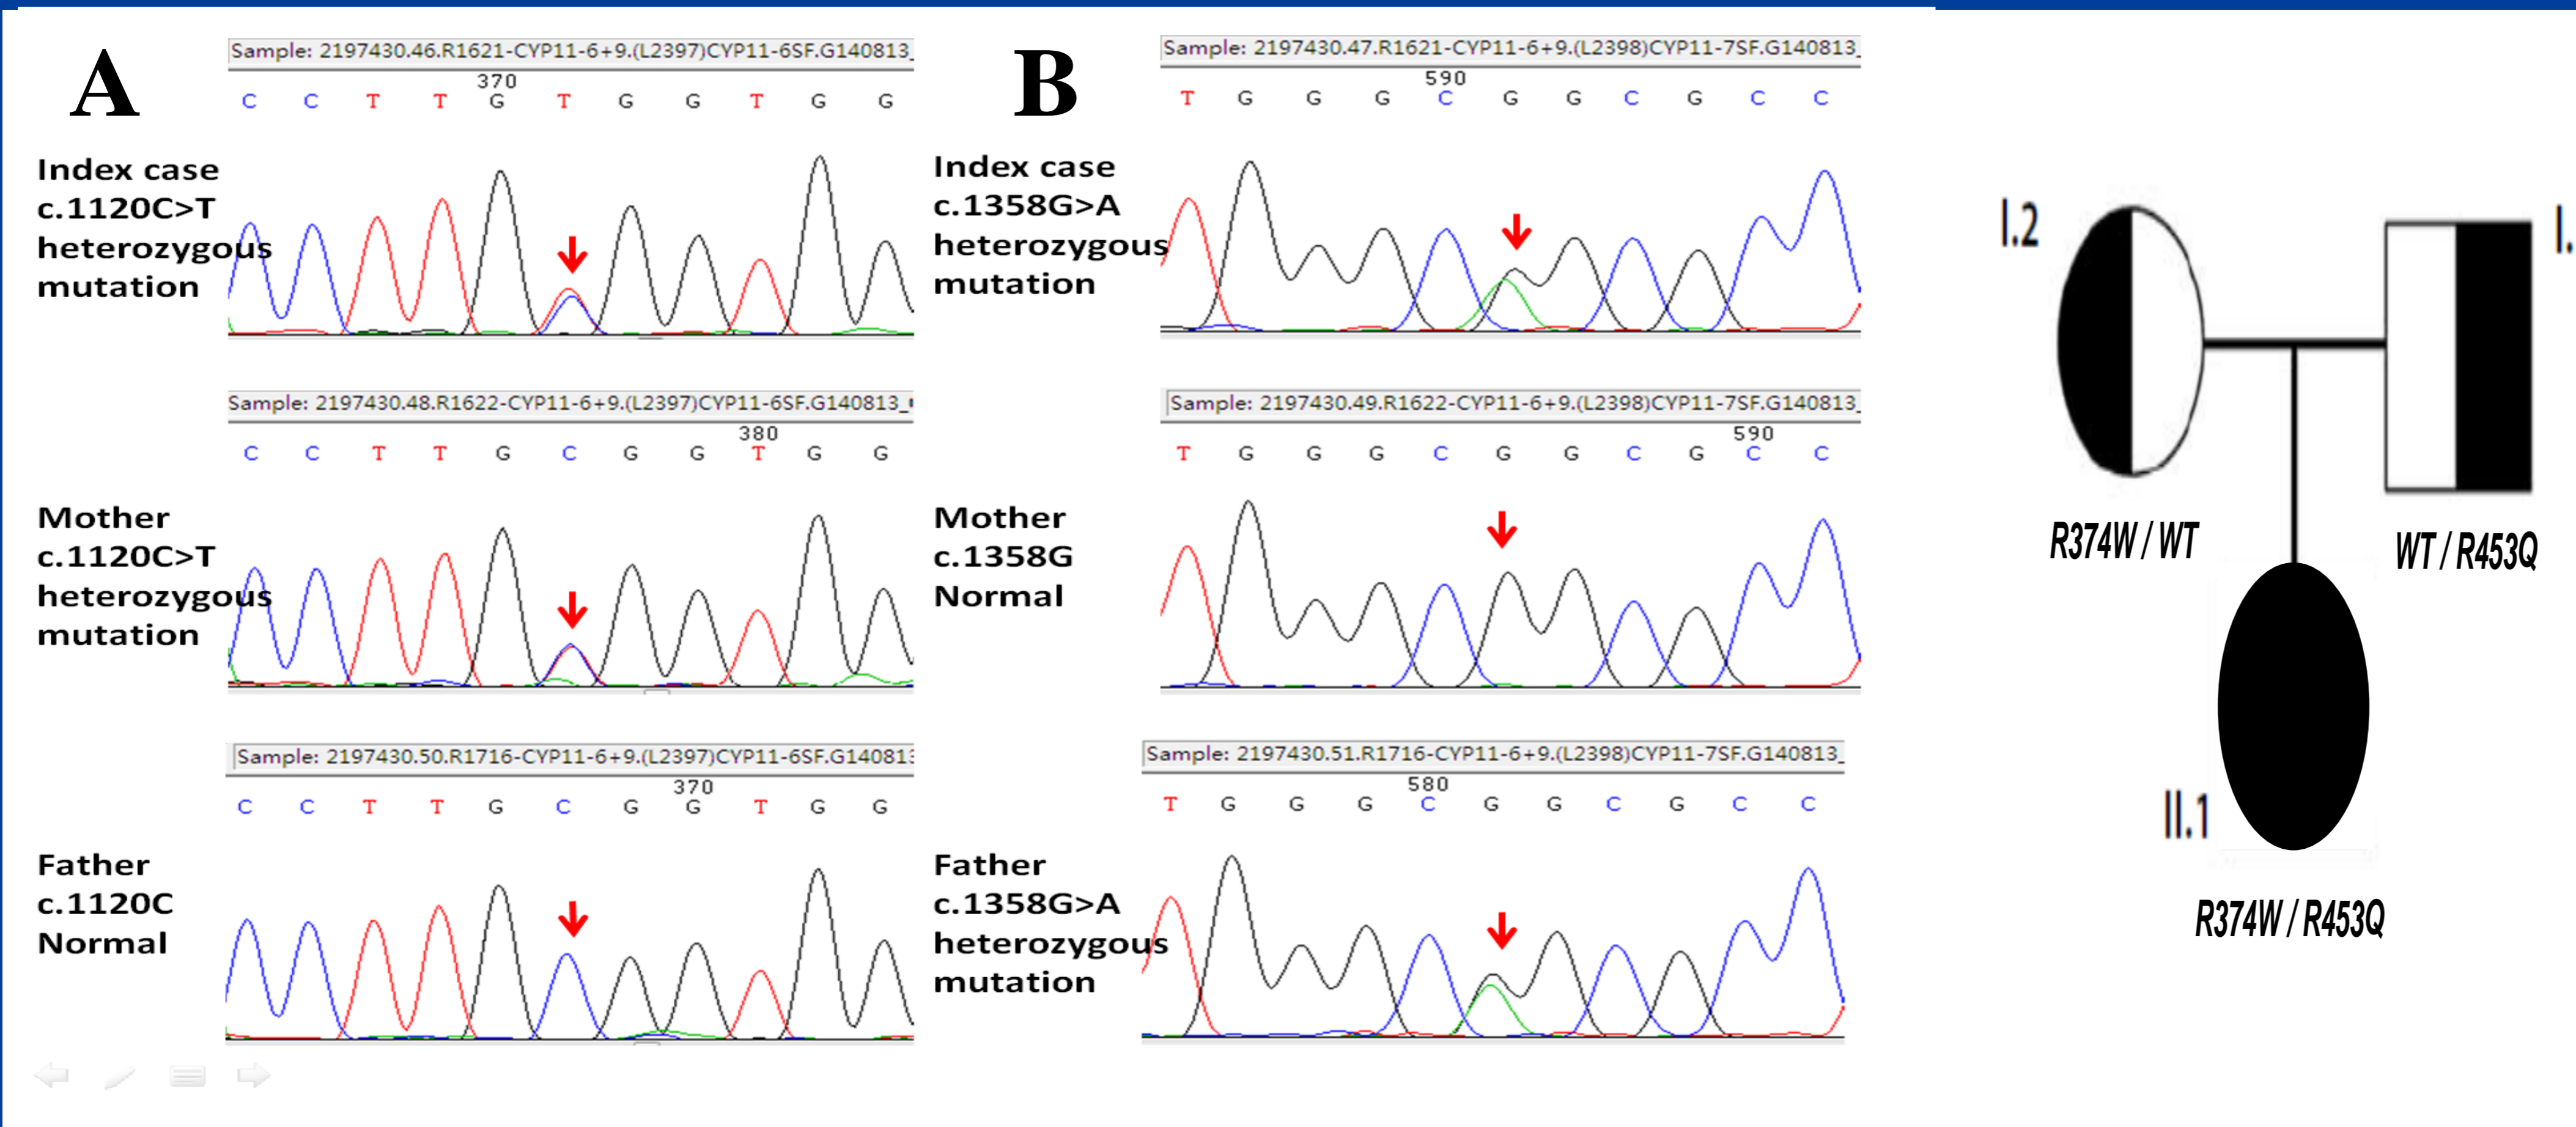 A
Sample: 2197430.46.R1621-CYP11-6+9.(L2397)CYP11-6SF.G140813_
370
C C T T G T G G T G G
Index case
c.1120C>T
heterozygous
mutation
Sample: 2197430.48.R1622-CYP11-6+9.(L2397)CYP11-6SF.G140813_
380
C C T T G C G G T G G
Mother
c.1120C>T
heterozygous
mutation
Sample: 2197430.50.R1716-CYP11-6+9.(L2397)CYP11-6SF.G140813
370
C C T T G C G G T G G
Father
c.1120C
Normal
B
Sample: 2197430.47.R1621-CYP11-6+9.(L2398)CYP11-7SF.G140813_
590
T G G G C G G C G C C
Index case
c.1358G>A
heterozygous
mutation
Sample: 2197430.49.R1622-CYP11-6+9.(L2398)CYP11-7SF.G140813_
590
T G G G C G G C G C C
Mother
c.1358G
Normal
Sample: 2197430.51.R1716-CYP11-6+9.(L2398)CYP11-7SF.G140813_
580
T G G G C G G C G C C
Father
c.1358G>A
heterozygous
mutation
I.2
I.
R374W / WT
WT / R453Q
II.1
R374W / R453Q